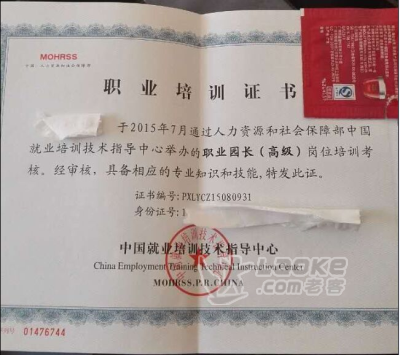 MOHRSS
职业培训证书
于2015年7月通过人力资源和社会保障部中国
就业培训技术指导中心举办的职业园长（高级）岗位培训考
核。经审核，具备相应的专业知识和技能，特发此证。
证书编号:PXLYCZ15080931
身份证号:1
中国就业培训技术指导中心
China Employment Training Technical Instruction Center
MOHRSS.P.R.CHINA
01476744
LAOKE
.com老客